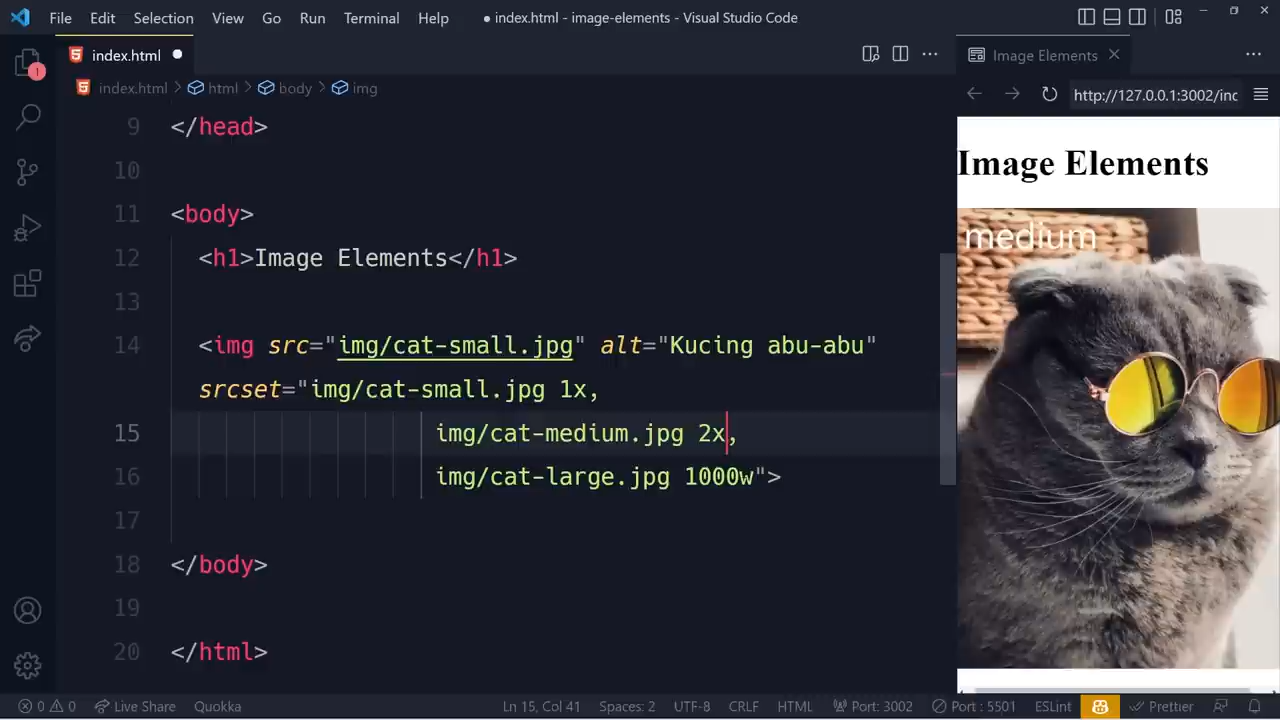 File Edit Selection View Go Run Terminal Help ● index.html - image-elements - Visual Studio Code
index.html ●
Image Elements
index.html > html > body > img
http://127.0.0.1:3002/inc
1
9 </head>
10
11 <body>
12 <h1>Image Elements</h1>
13
14 <img src="img/cat-small.jpg" alt="Kucing abu-abu"
srcset="img/cat-small.jpg 1x,
15 img/cat-medium.jpg 2x,
16 img/cat-large.jpg 1000w">
17
18 </body>
19
20 </html>
Image Elements
medium
0 0 Live Share Quokka Ln 15, Col 41 Spaces: 2 UTF-8 CRLF HTML Port: 3002 Port : 5501 ESLint Prettier